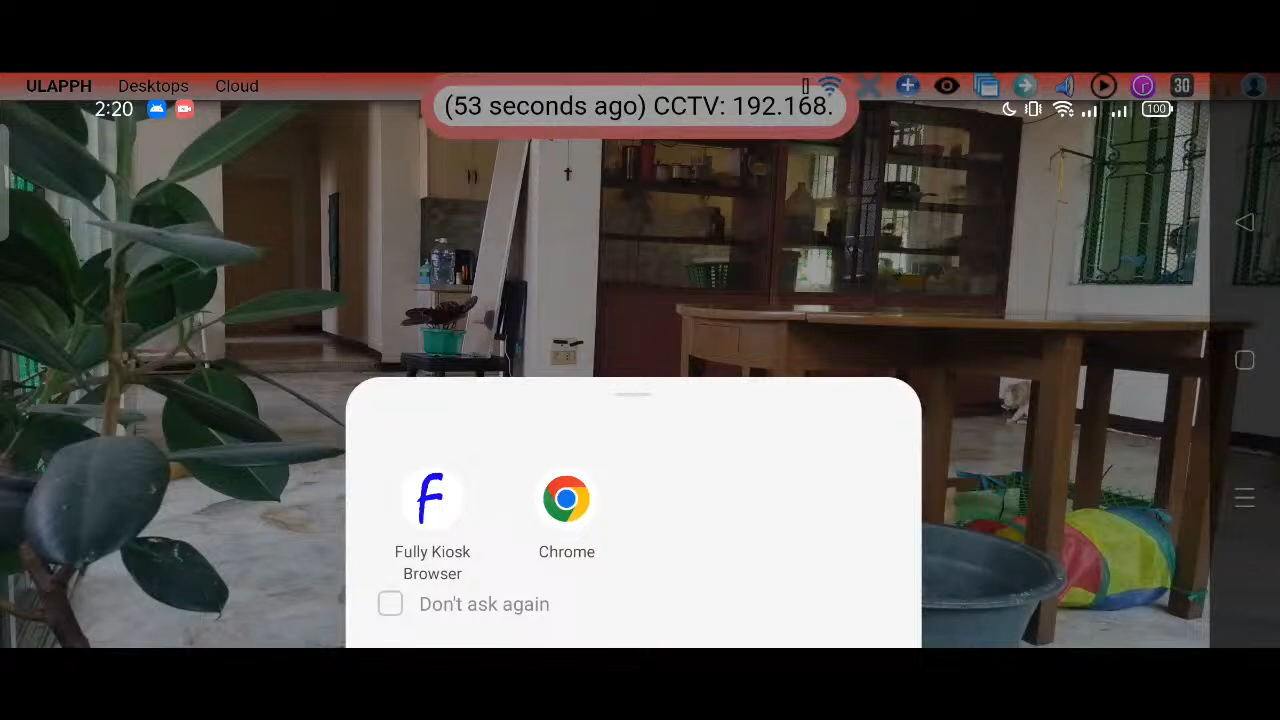 ULAPPH Desktops Cloud
(53 seconds ago) CCTV: 192.168.
30
2:20
100
Fully Kiosk
Browser
Chrome
Don't ask again